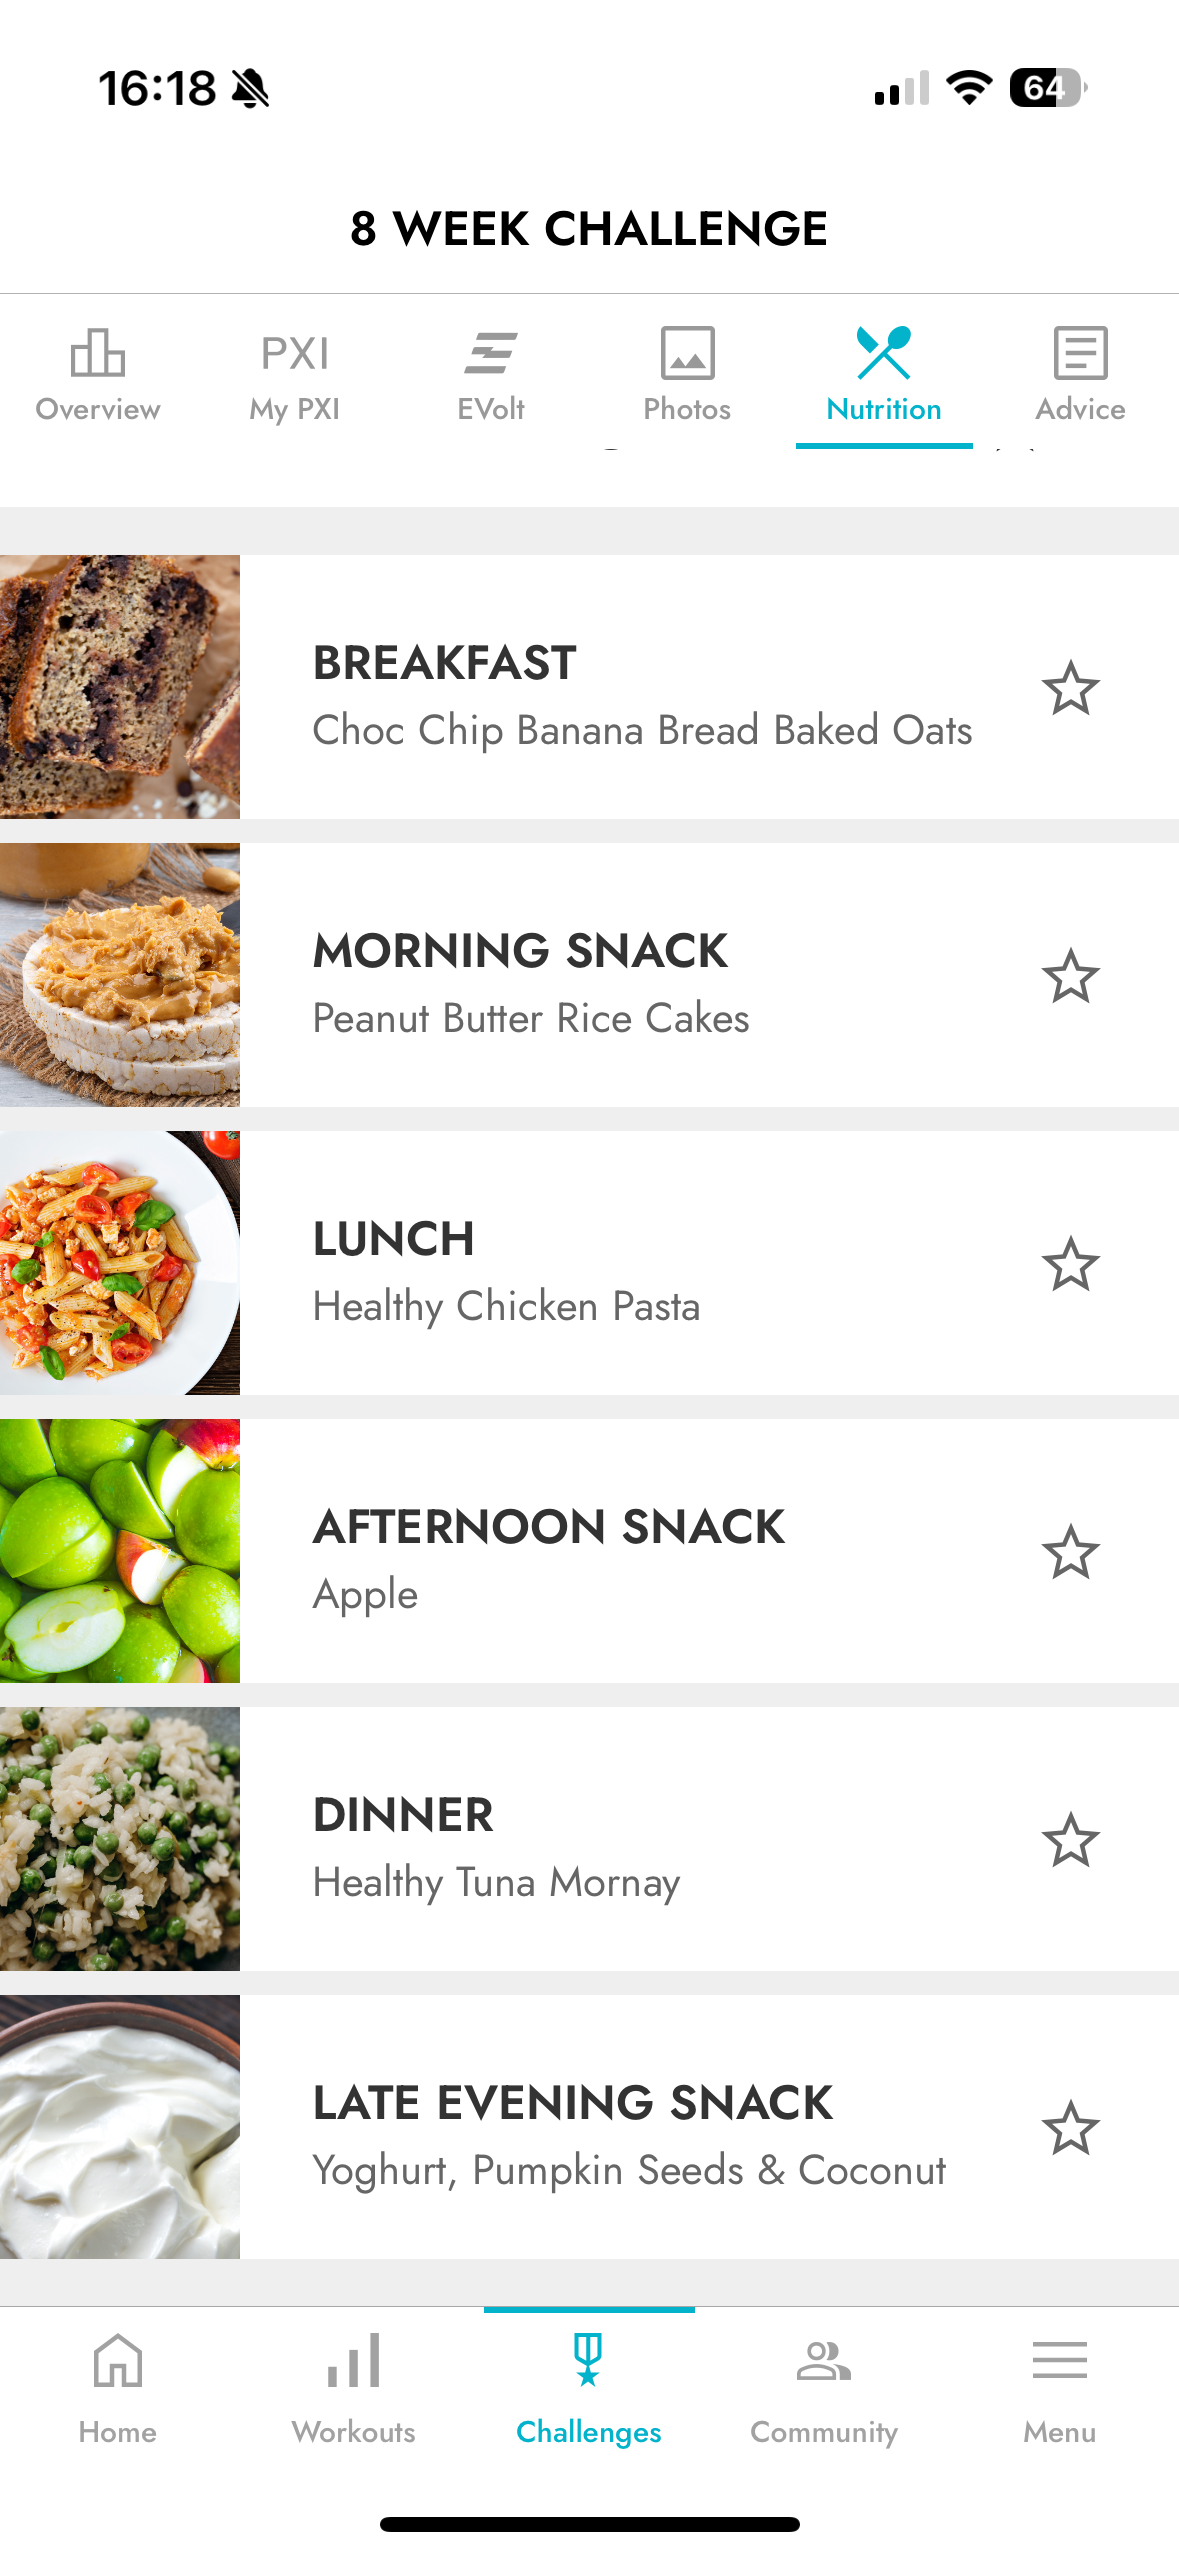 16:18
64
8 WEEK CHALLENGE
PXI
Overview
My PXI
EVolt
Photos
Nutrition
Advice
BREAKFAST
Choc Chip Banana Bread Baked Oats
MORNING SNACK
Peanut Butter Rice Cakes
LUNCH
Healthy Chicken Pasta
AFTERNOON SNACK
Apple
DINNER
Healthy Tuna Mornay
LATE EVENING SNACK
Yoghurt, Pumpkin Seeds & Coconut
Home
Workouts
Challenges
Community
Menu